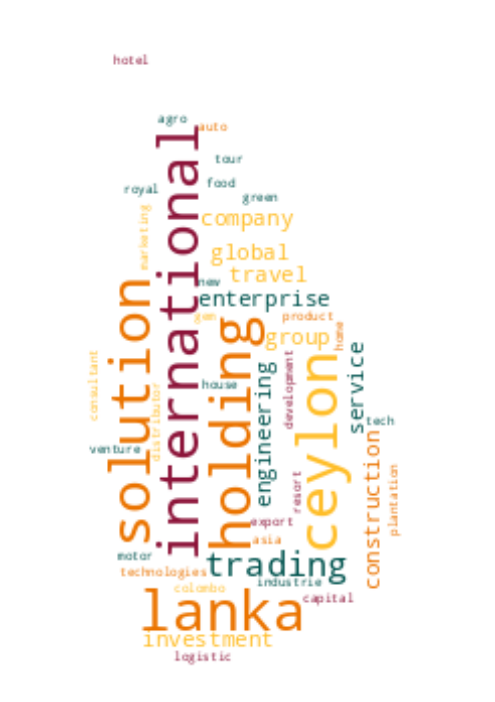 hotel
agro
auto
international
tour
food
royal
green
marketing
company
global
travel
new
solution
enterprise
gem
product
holding
group
home
ceylon
service
consultant
development
house
engineering
distributor
tech
construction
venture
plantation
resort
export
asia
motor
trading
technologies
industrie
colombo
capital
lanka
investment
logistic